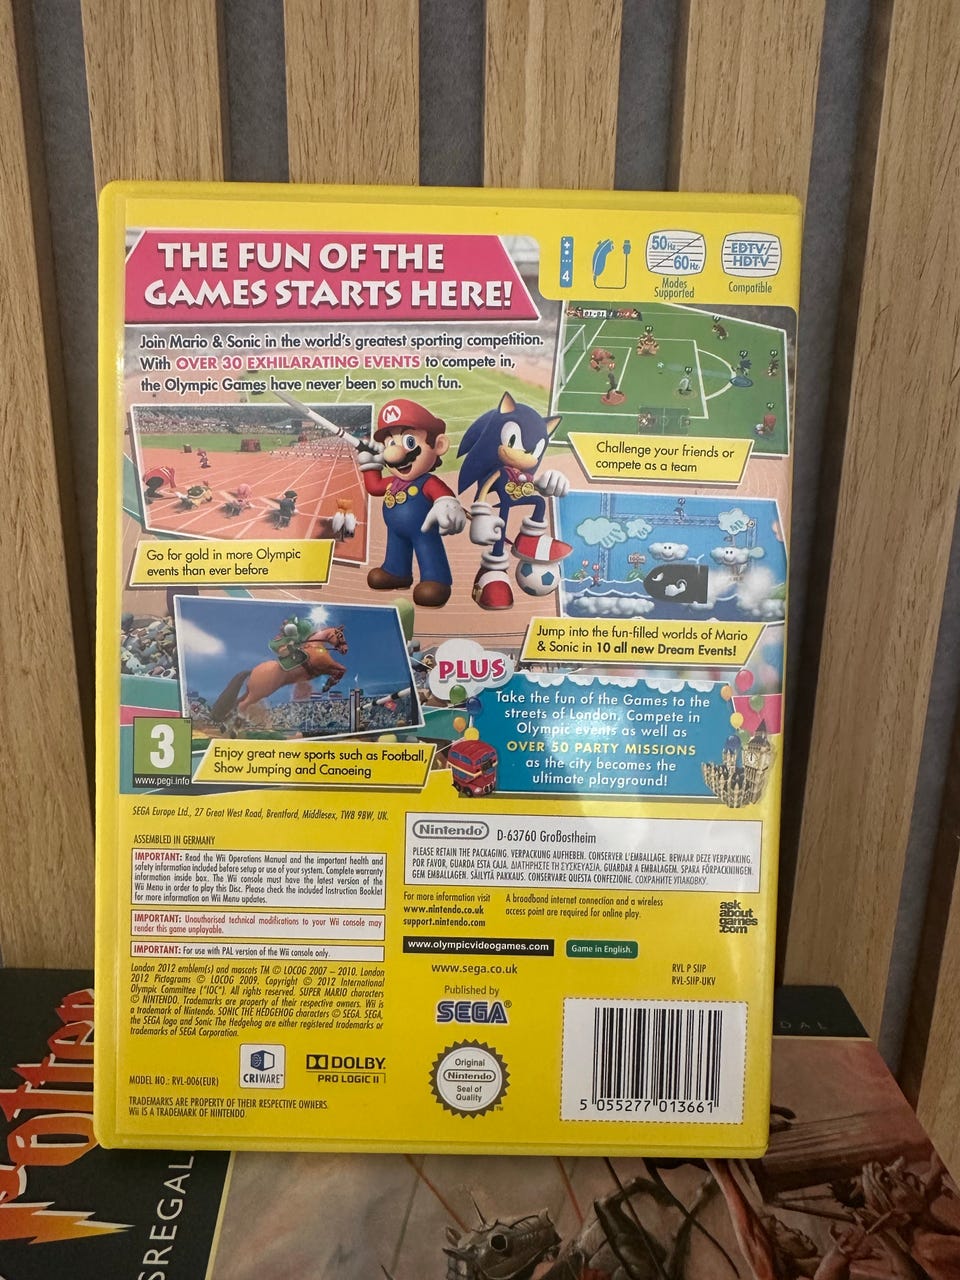 THE FUN OF THE
GAMES STARTS HERE!
4
50Hz
60Hz
Modes
Supported
EDTV/
HDTV
Compatible
Join Mario & Sonic in the world's greatest sporting competition.
With OVER 30 EXHILARATING EVENTS to compete in,
the Olympic Games have never been so much fun.
M
Challenge your friends or
compete as a team
Go for gold in more Olympic
events than ever before
Jump into the fun-filled worlds of Mario
& Sonic in 10 all new Dream Events!
PLUS
Take the fun of the Games to the
streets of London. Compete in
Olympic events as well as
OVER 50 PARTY MISSIONS
as the city becomes the
ultimate playground!
3
www.pegi.info
Enjoy great new sports such as Football,
Show Jumping and Canoeing
SEGA Europe Ltd., 27 Great West Road, Brentford, Middlesex, TW8 9BW, UK.
ASSEMBLED IN GERMANY
IMPORTANT: Read the Wii Operations Manual and the important health and
safety information included before setup or use of your system. Complete warranty
information inside box. The Wii console must have the latest version of the
Wii Menu in order to play this Disc. Please check the included Instruction Booklet
for more information on Wii Menu updates.
IMPORTANT: Unauthorised technical modifications to your Wii console may
render this game unplayable.
IMPORTANT: For use with PAL version of the Wii console only.
London 2012 emblem(s) and mascots TM © LOCOG 2007 – 2010. London
2012 Pictograms © LOCOG 2009. Copyright © 2012 International
Olympic Committee ("IOC"). All rights reserved. SUPER MARIO characters
© NINTENDO. Trademarks are property of their respective owners. Wii is
a trademark of Nintendo. SONIC THE HEDGEHOG characters © SEGA. SEGA,
the SEGA logo and Sonic The Hedgehog are either registered trademarks or
trademarks of SEGA Corporation.
Nintendo D-63760 Großostheim
PLEASE RETAIN THE PACKAGING. VERPACKUNG AUFHEBEN. CONSERVER L'EMBALLAGE. BEWAAR DEZE VERPAKKING.
POR FAVOR, GUARDA ESTA CAJA. ΔΙΑΤΗΡΗΣΤΕ ΤΗ ΣΥΣΚΕΥΑΣΙΑ. GUARDAR A EMBALAGEM. SPARA FÖRPACKNINGEN.
GEM EMBALLAGEN. SÄILYTÄ PAKKAUS. CONSERVARE QUESTA CONFEZIONE. СОХРАНИТЕ УПАКОВКУ.
For more information visit
www.nintendo.co.uk
support.nintendo.com
A broadband internet connection and a wireless
access point are required for online play.
ask
about
games
.com
www.olympicvideogames.com
Game in English.
www.sega.co.uk
RVL P SIIP
RVL-SIIP-UKV
Published by
SEGA®
CRIWARE™
DOLBY
PRO LOGIC II
MODEL NO.: RVL-006(EUR)
Original
Nintendo
Seal of
Quality
TM
5 055277 013661
TRADEMARKS ARE PROPERTY OF THEIR RESPECTIVE OWNERS.
Wii IS A TRADEMARK OF NINTENDO.
otter
SREGAL
DAL